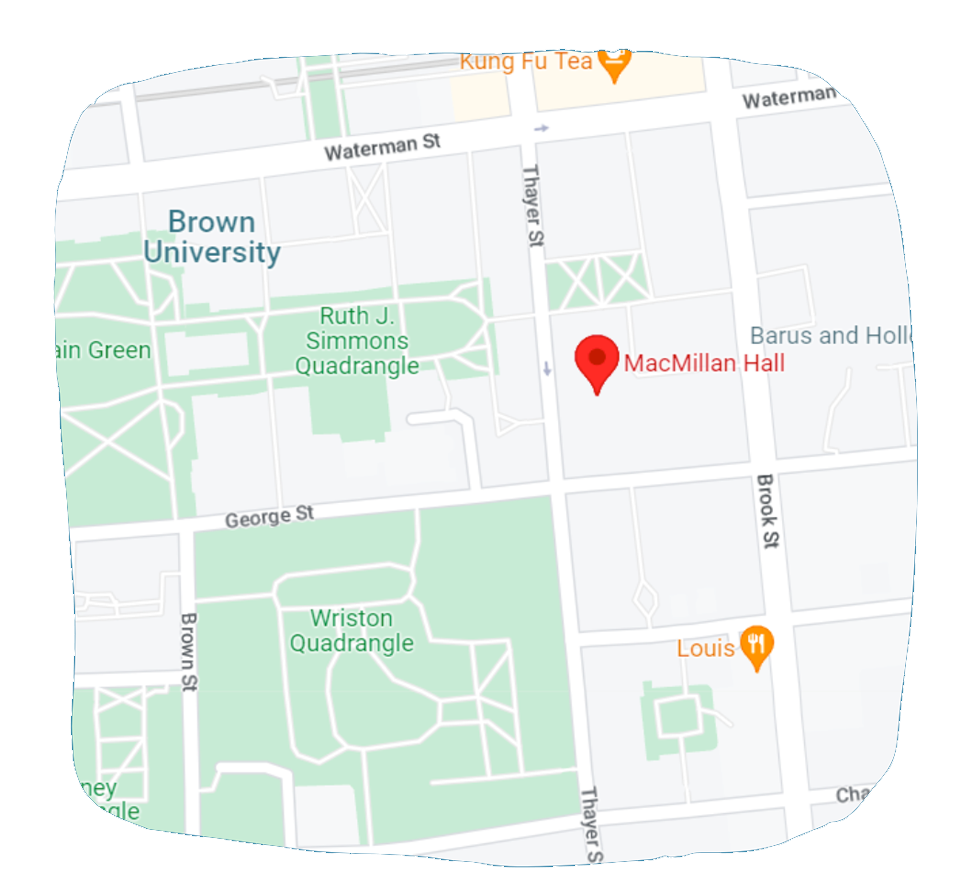 Kung Fu Tea
Waterman
Waterman St
Thayer St
Brown
University
Ruth J.
Simmons
Quadrangle
ain Green
Barus and Holl
MacMillan Hall
George St
Brook St
Wriston
Quadrangle
Brown St
Louis
ney
gle
Thayer S
Cha